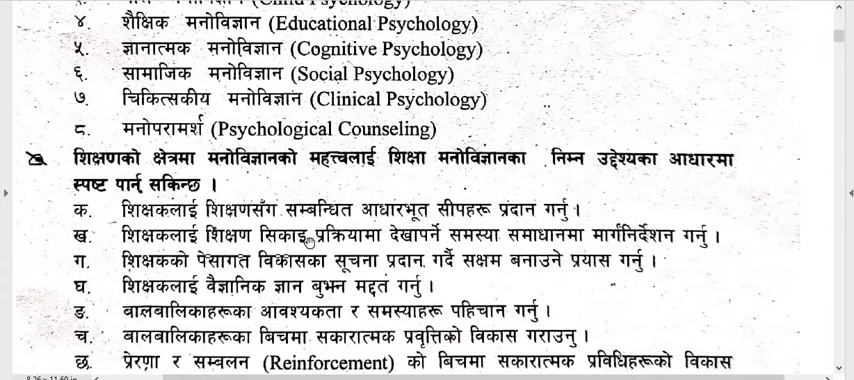 ४. शैक्षिक मनोविज्ञान (Educational Psychology)
५. ज्ञानात्मक मनोविज्ञान (Cognitive Psychology)
६. सामाजिक मनोविज्ञान (Social Psychology)
७. चिकित्सकीय मनोविज्ञान (Clinical Psychology)
८. मनोपरामर्श (Psychological Counseling)
शिक्षणको क्षेत्रमा मनोविज्ञानको महत्त्वलाई शिक्षा मनोविज्ञानका निम्न उद्देश्यका आधारमा
स्पष्ट पार्न सकिन्छ ।
क. शिक्षकलाई शिक्षणसँग सम्बन्धित आधारभूत सीपहरू प्रदान गर्नु ।
ख. शिक्षकलाई शिक्षण सिकाइ प्रक्रियामा देखापर्ने समस्या समाधानमा मार्गनिर्देशन गर्नु ।
ग. शिक्षकको पेसागत विकासका सूचना प्रदान गर्दै सक्षम बनाउने प्रयास गर्नु ।
घ. शिक्षकलाई वैज्ञानिक ज्ञान बुझ्न मद्दत गर्नु ।
ङ. बालबालिकाहरूका आवश्यकता र समस्याहरू पहिचान गर्नु ।
च. बालबालिकाहरूका बिचमा सकारात्मक प्रवृत्तिको विकास गराउनु ।
छ. प्रेरणा र सम्बलन (Reinforcement) को बिचमा सकारात्मक प्रविधिहरूको विकास